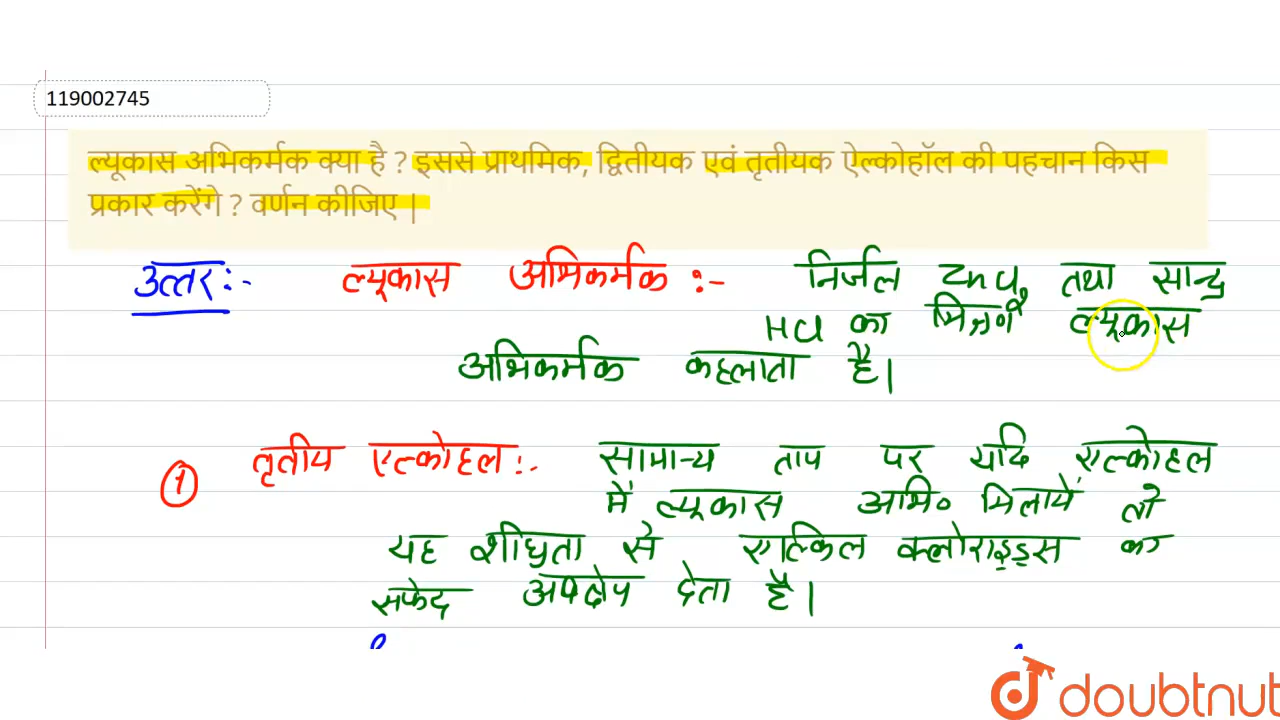 119002745
ल्यूकास अभिकर्मक क्या है ? इससे प्राथमिक, द्वितीयक एवं तृतीयक ऐल्कोहॉल की पहचान किस
प्रकार करेंगे ? वर्णन कीजिए |
उत्तरः- ल्यूकास अभिकर्मक :- निर्जल ZnCl₂ तथा सान्द्र
HCl का मिश्रण ल्यूकास
अभिकर्मक कहलाता है।
① तृतीय एल्कोहलः- सामान्य ताप पर यदि एल्कोहल
में ल्यूकास अभि० मिलायें तो
यह शीघ्रता से एल्किल क्लोराइड्स का
सफेद अवक्षेप देता है।
doubtnut